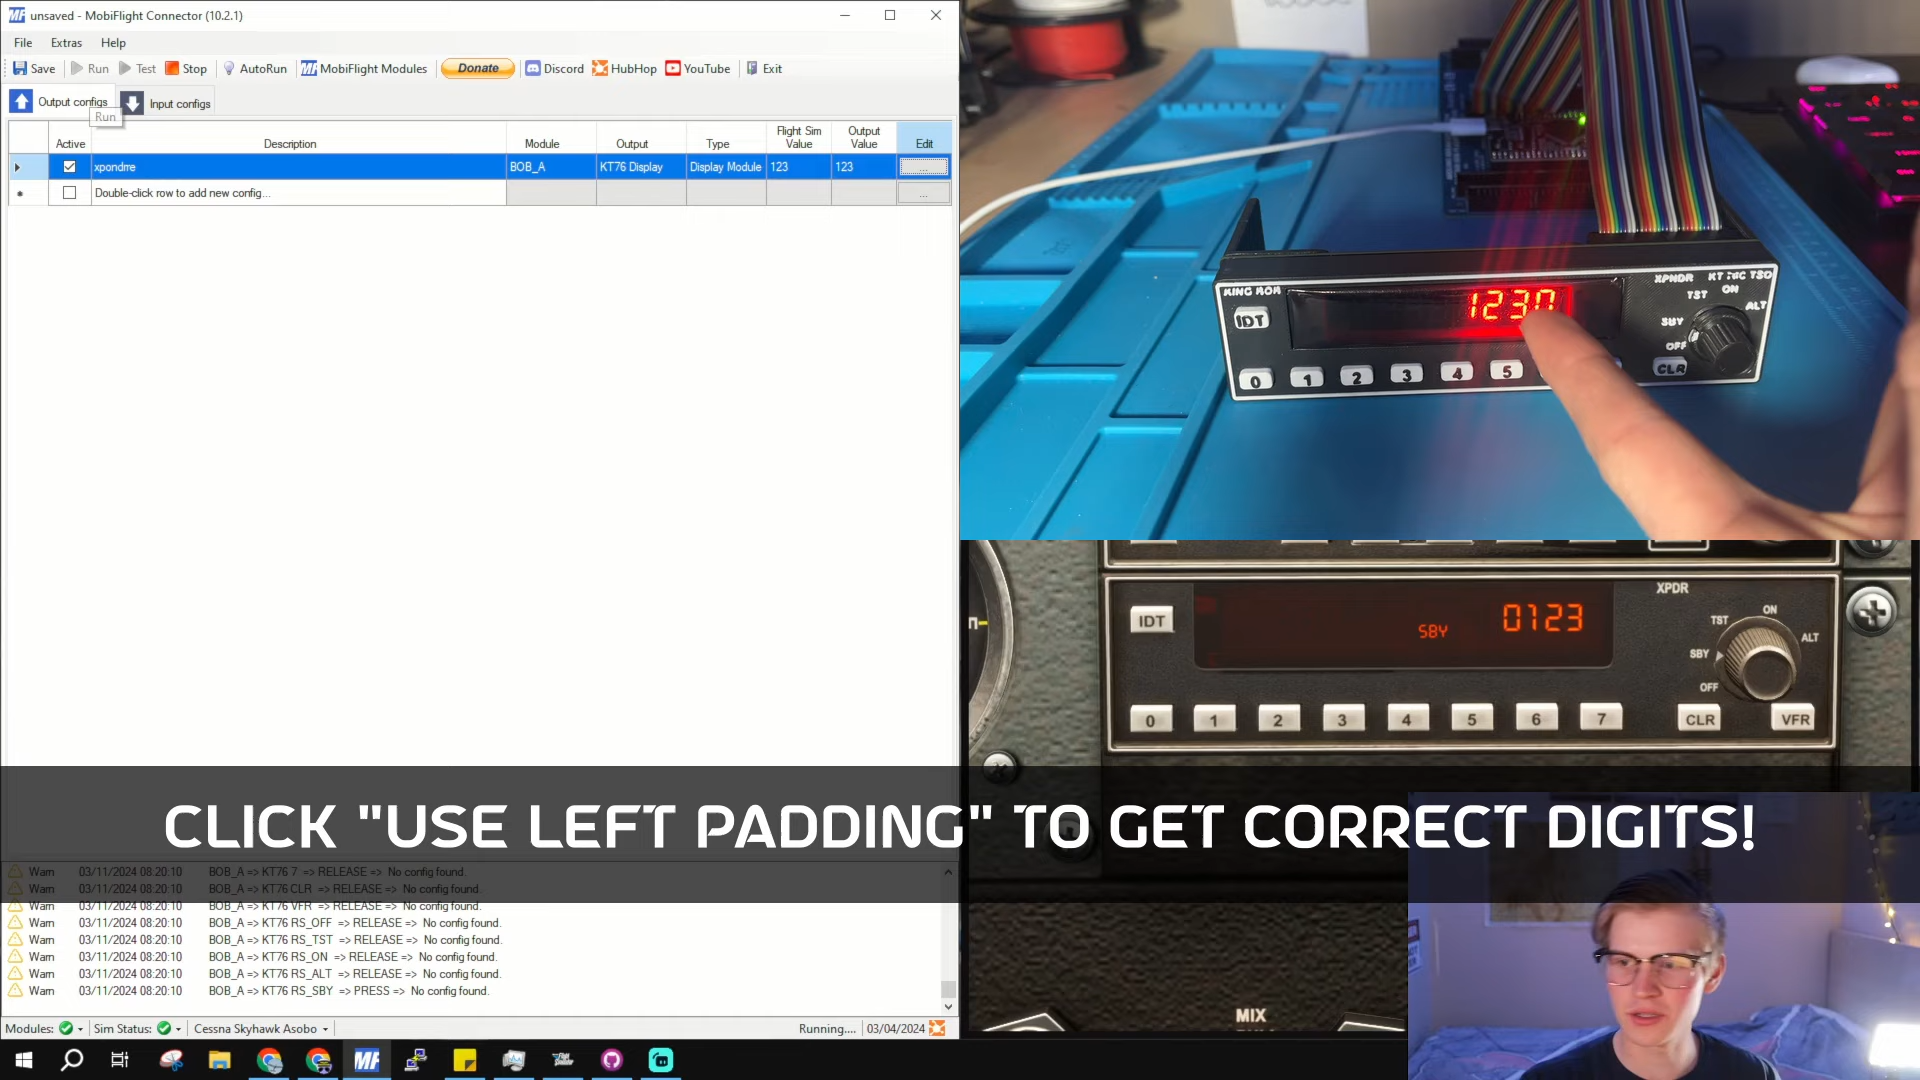 unsaved - MobiFlight Connector (10.2.1)
File Extras Help
Save Run Test Stop AutoRun MobiFlight Modules Donate Discord HubHop YouTube Exit
Output configs Input configs
Run
Active Description Module Output Type Flight Sim Value Output Value Edit
xpondrre BOB_A KT76 Display Display Module 123 123 ...
Double-click row to add new config... ...
KING
XPNDR KT TSO
IDT
TST ON ALT
SBY
OFF
CLR
0 1 2 3 4 5
XPDR
IDT
SBY 0123
TST ON ALT
SBY
OFF
0 1 2 3 4 5 6 7 CLR VFR
CLICK "USE LEFT PADDING" TO GET CORRECT DIGITS!
Warn 03/11/2024 08:20:10 BOB_A => KT76 7 => RELEASE => No config found.
Warn 03/11/2024 08:20:10 BOB_A => KT76 CLR => RELEASE => No config found.
Warn 03/11/2024 08:20:10 BOB_A => KT76 VFR => RELEASE => No config found.
Warn 03/11/2024 08:20:10 BOB_A => KT76 RS_OFF => RELEASE => No config found.
Warn 03/11/2024 08:20:10 BOB_A => KT76 RS_TST => RELEASE => No config found.
Warn 03/11/2024 08:20:10 BOB_A => KT76 RS_ON => RELEASE => No config found.
Warn 03/11/2024 08:20:10 BOB_A => KT76 RS_ALT => RELEASE => No config found.
Warn 03/11/2024 08:20:10 BOB_A => KT76 RS_SBY => PRESS => No config found.
MIX
Modules: Sim Status: Cessna Skyhawk Asobo Running.... 03/04/2024
MF